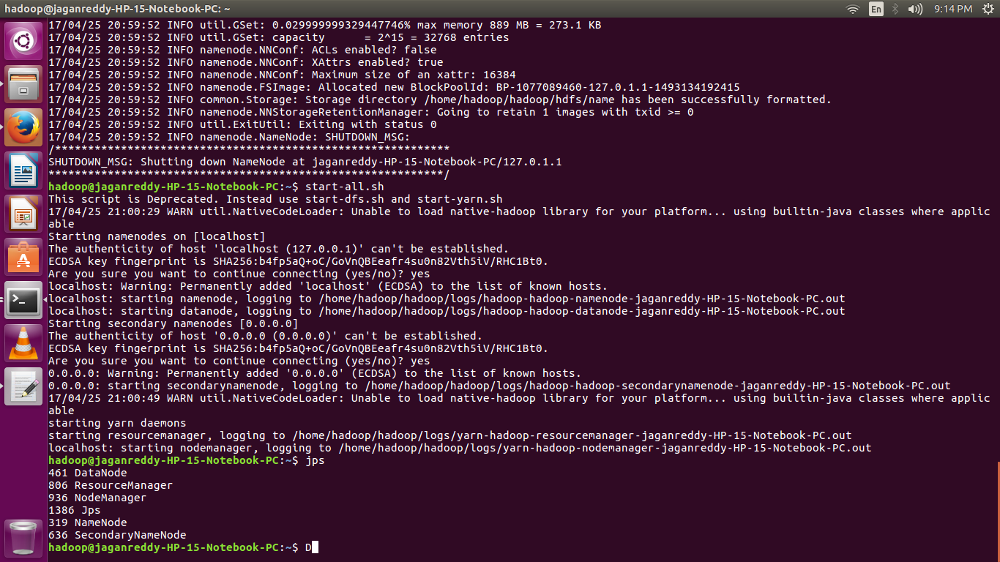 hadoop@jaganreddy-HP-15-Notebook-PC: ~
En
9:14 PM
17/04/25 20:59:52 INFO util.GSet: 0.029999999329447746% max memory 889 MB = 273.1 KB
17/04/25 20:59:52 INFO util.GSet: capacity      = 2^15 = 32768 entries
17/04/25 20:59:52 INFO namenode.NNConf: ACLs enabled? false
17/04/25 20:59:52 INFO namenode.NNConf: XAttrs enabled? true
17/04/25 20:59:52 INFO namenode.NNConf: Maximum size of an xattr: 16384
17/04/25 20:59:52 INFO namenode.FSImage: Allocated new BlockPoolId: BP-1077089460-127.0.1.1-1493134192415
17/04/25 20:59:52 INFO common.Storage: Storage directory /home/hadoop/hadoop/hdfs/name has been successfully formatted.
17/04/25 20:59:52 INFO namenode.NNStorageRetentionManager: Going to retain 1 images with txid >= 0
17/04/25 20:59:52 INFO util.ExitUtil: Exiting with status 0
17/04/25 20:59:52 INFO namenode.NameNode: SHUTDOWN_MSG:
/************************************************************
SHUTDOWN_MSG: Shutting down NameNode at jaganreddy-HP-15-Notebook-PC/127.0.1.1
************************************************************/
hadoop@jaganreddy-HP-15-Notebook-PC:~$ start-all.sh
This script is Deprecated. Instead use start-dfs.sh and start-yarn.sh
17/04/25 21:00:29 WARN util.NativeCodeLoader: Unable to load native-hadoop library for your platform... using builtin-java classes where applic
able
Starting namenodes on [localhost]
The authenticity of host 'localhost (127.0.0.1)' can't be established.
ECDSA key fingerprint is SHA256:b4fp5aQ+oC/GoVnQBEeafr4su0n82Vth5iV/RHC1Bt0.
Are you sure you want to continue connecting (yes/no)? yes
localhost: Warning: Permanently added 'localhost' (ECDSA) to the list of known hosts.
localhost: starting namenode, logging to /home/hadoop/hadoop/logs/hadoop-hadoop-namenode-jaganreddy-HP-15-Notebook-PC.out
localhost: starting datanode, logging to /home/hadoop/hadoop/logs/hadoop-hadoop-datanode-jaganreddy-HP-15-Notebook-PC.out
Starting secondary namenodes [0.0.0.0]
The authenticity of host '0.0.0.0 (0.0.0.0)' can't be established.
ECDSA key fingerprint is SHA256:b4fp5aQ+oC/GoVnQBEeafr4su0n82Vth5iV/RHC1Bt0.
Are you sure you want to continue connecting (yes/no)? yes
0.0.0.0: Warning: Permanently added '0.0.0.0' (ECDSA) to the list of known hosts.
0.0.0.0: starting secondarynamenode, logging to /home/hadoop/hadoop/logs/hadoop-hadoop-secondarynamenode-jaganreddy-HP-15-Notebook-PC.out
17/04/25 21:00:49 WARN util.NativeCodeLoader: Unable to load native-hadoop library for your platform... using builtin-java classes where applic
able
starting yarn daemons
starting resourcemanager, logging to /home/hadoop/hadoop/logs/yarn-hadoop-resourcemanager-jaganreddy-HP-15-Notebook-PC.out
localhost: starting nodemanager, logging to /home/hadoop/hadoop/logs/yarn-hadoop-nodemanager-jaganreddy-HP-15-Notebook-PC.out
hadoop@jaganreddy-HP-15-Notebook-PC:~$ jps
461 DataNode
806 ResourceManager
936 NodeManager
1386 Jps
319 NameNode
636 SecondaryNameNode
hadoop@jaganreddy-HP-15-Notebook-PC:~$ D